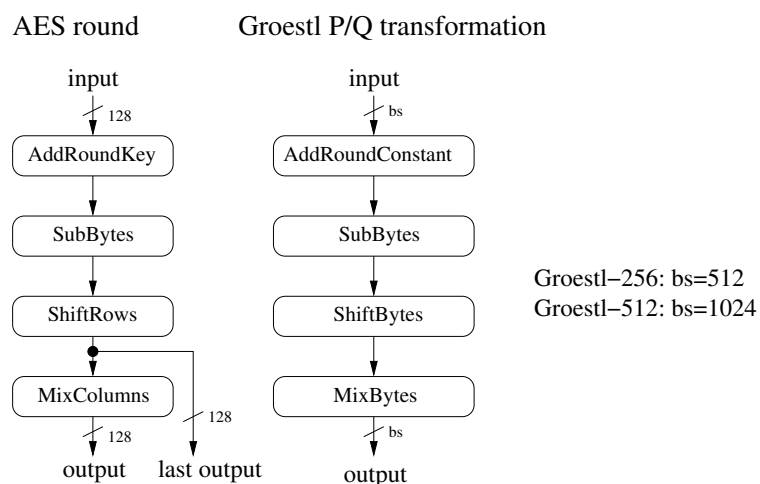 AES round
Groestl P/Q transformation
input
128
AddRoundKey
SubBytes
ShiftRows
MixColumns
128
128
output
last output
input
bs
AddRoundConstant
SubBytes
ShiftBytes
MixBytes
bs
output
Groestl−256: bs=512
Groestl−512: bs=1024